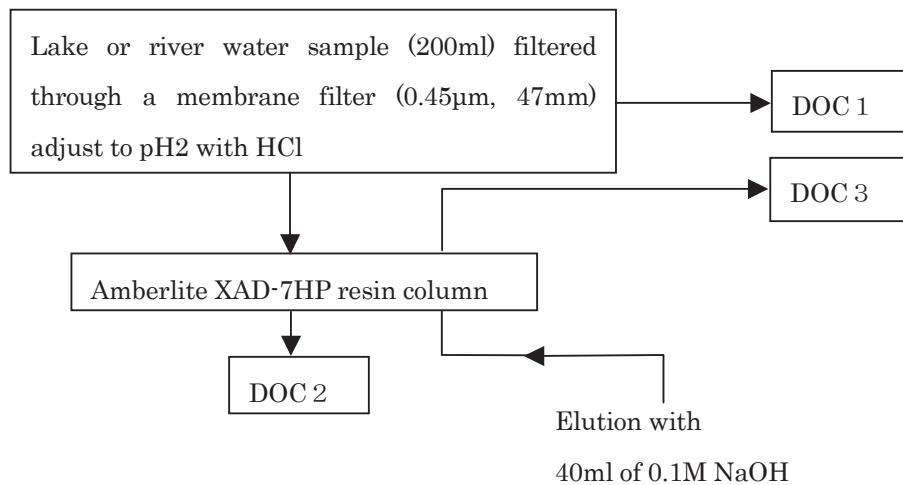 Lake or river water sample (200ml) filtered
through a membrane filter (0.45µm, 47mm)
adjust to pH2 with HCl
DOC 1
DOC 3
Amberlite XAD-7HP resin column
DOC 2
Elution with
40ml of 0.1M NaOH